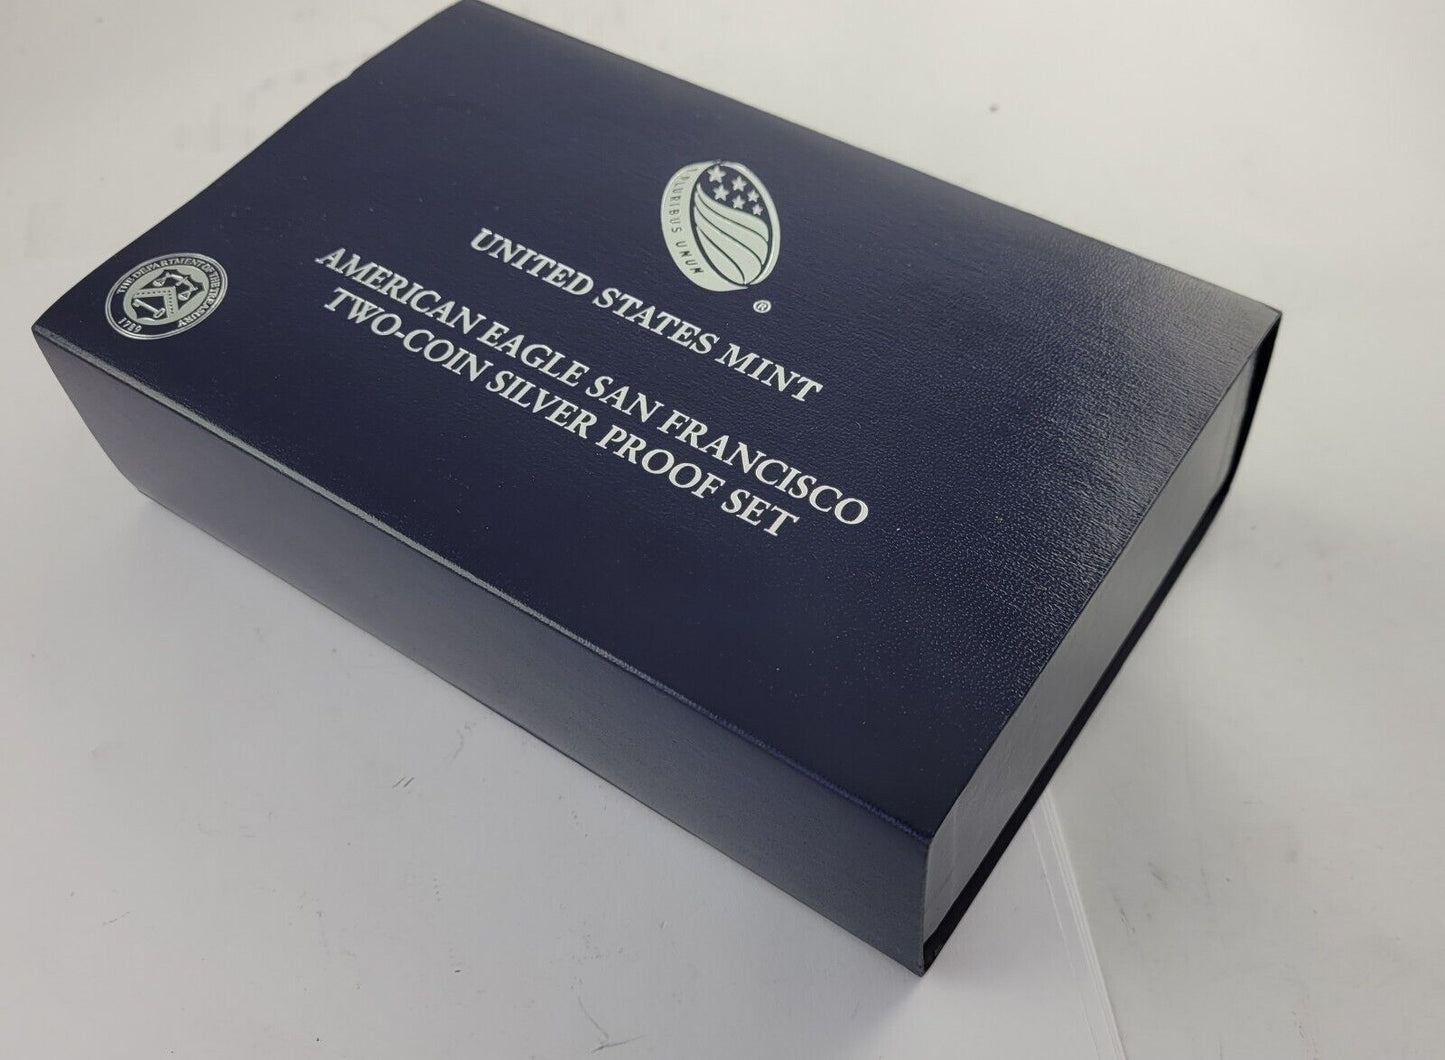 E PLURIBUS UNUM
®
UNITED STATES MINT
AMERICAN EAGLE SAN FRANCISCO
TWO-COIN SILVER PROOF SET
THE DEPARTMENT OF THE TREASURY
1789